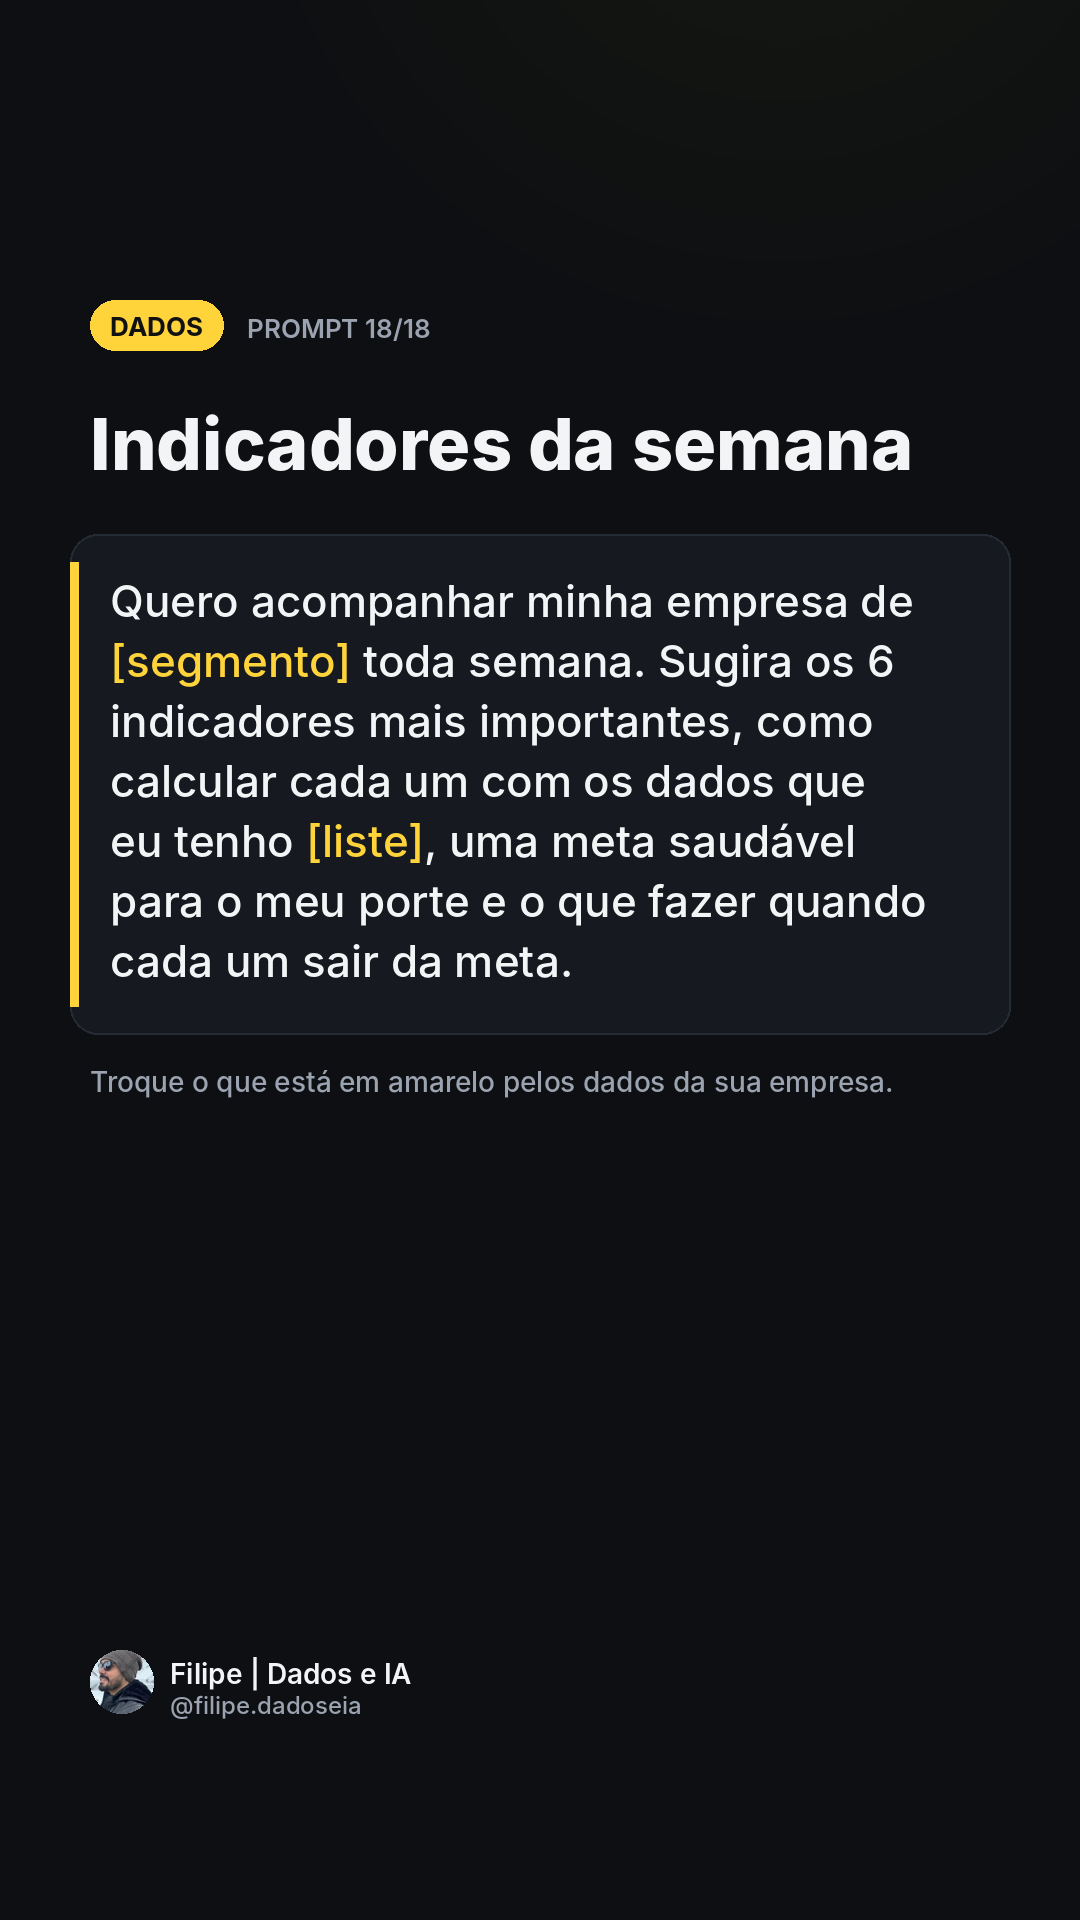 DADOS PROMPT 18/18
Indicadores da semana
Quero acompanhar minha empresa de
[segmento] toda semana. Sugira os 6
indicadores mais importantes, como
calcular cada um com os dados que
eu tenho [liste], uma meta saudável
para o meu porte e o que fazer quando
cada um sair da meta.
Troque o que está em amarelo pelos dados da sua empresa.
Filipe | Dados e IA
@filipe.dadoseia